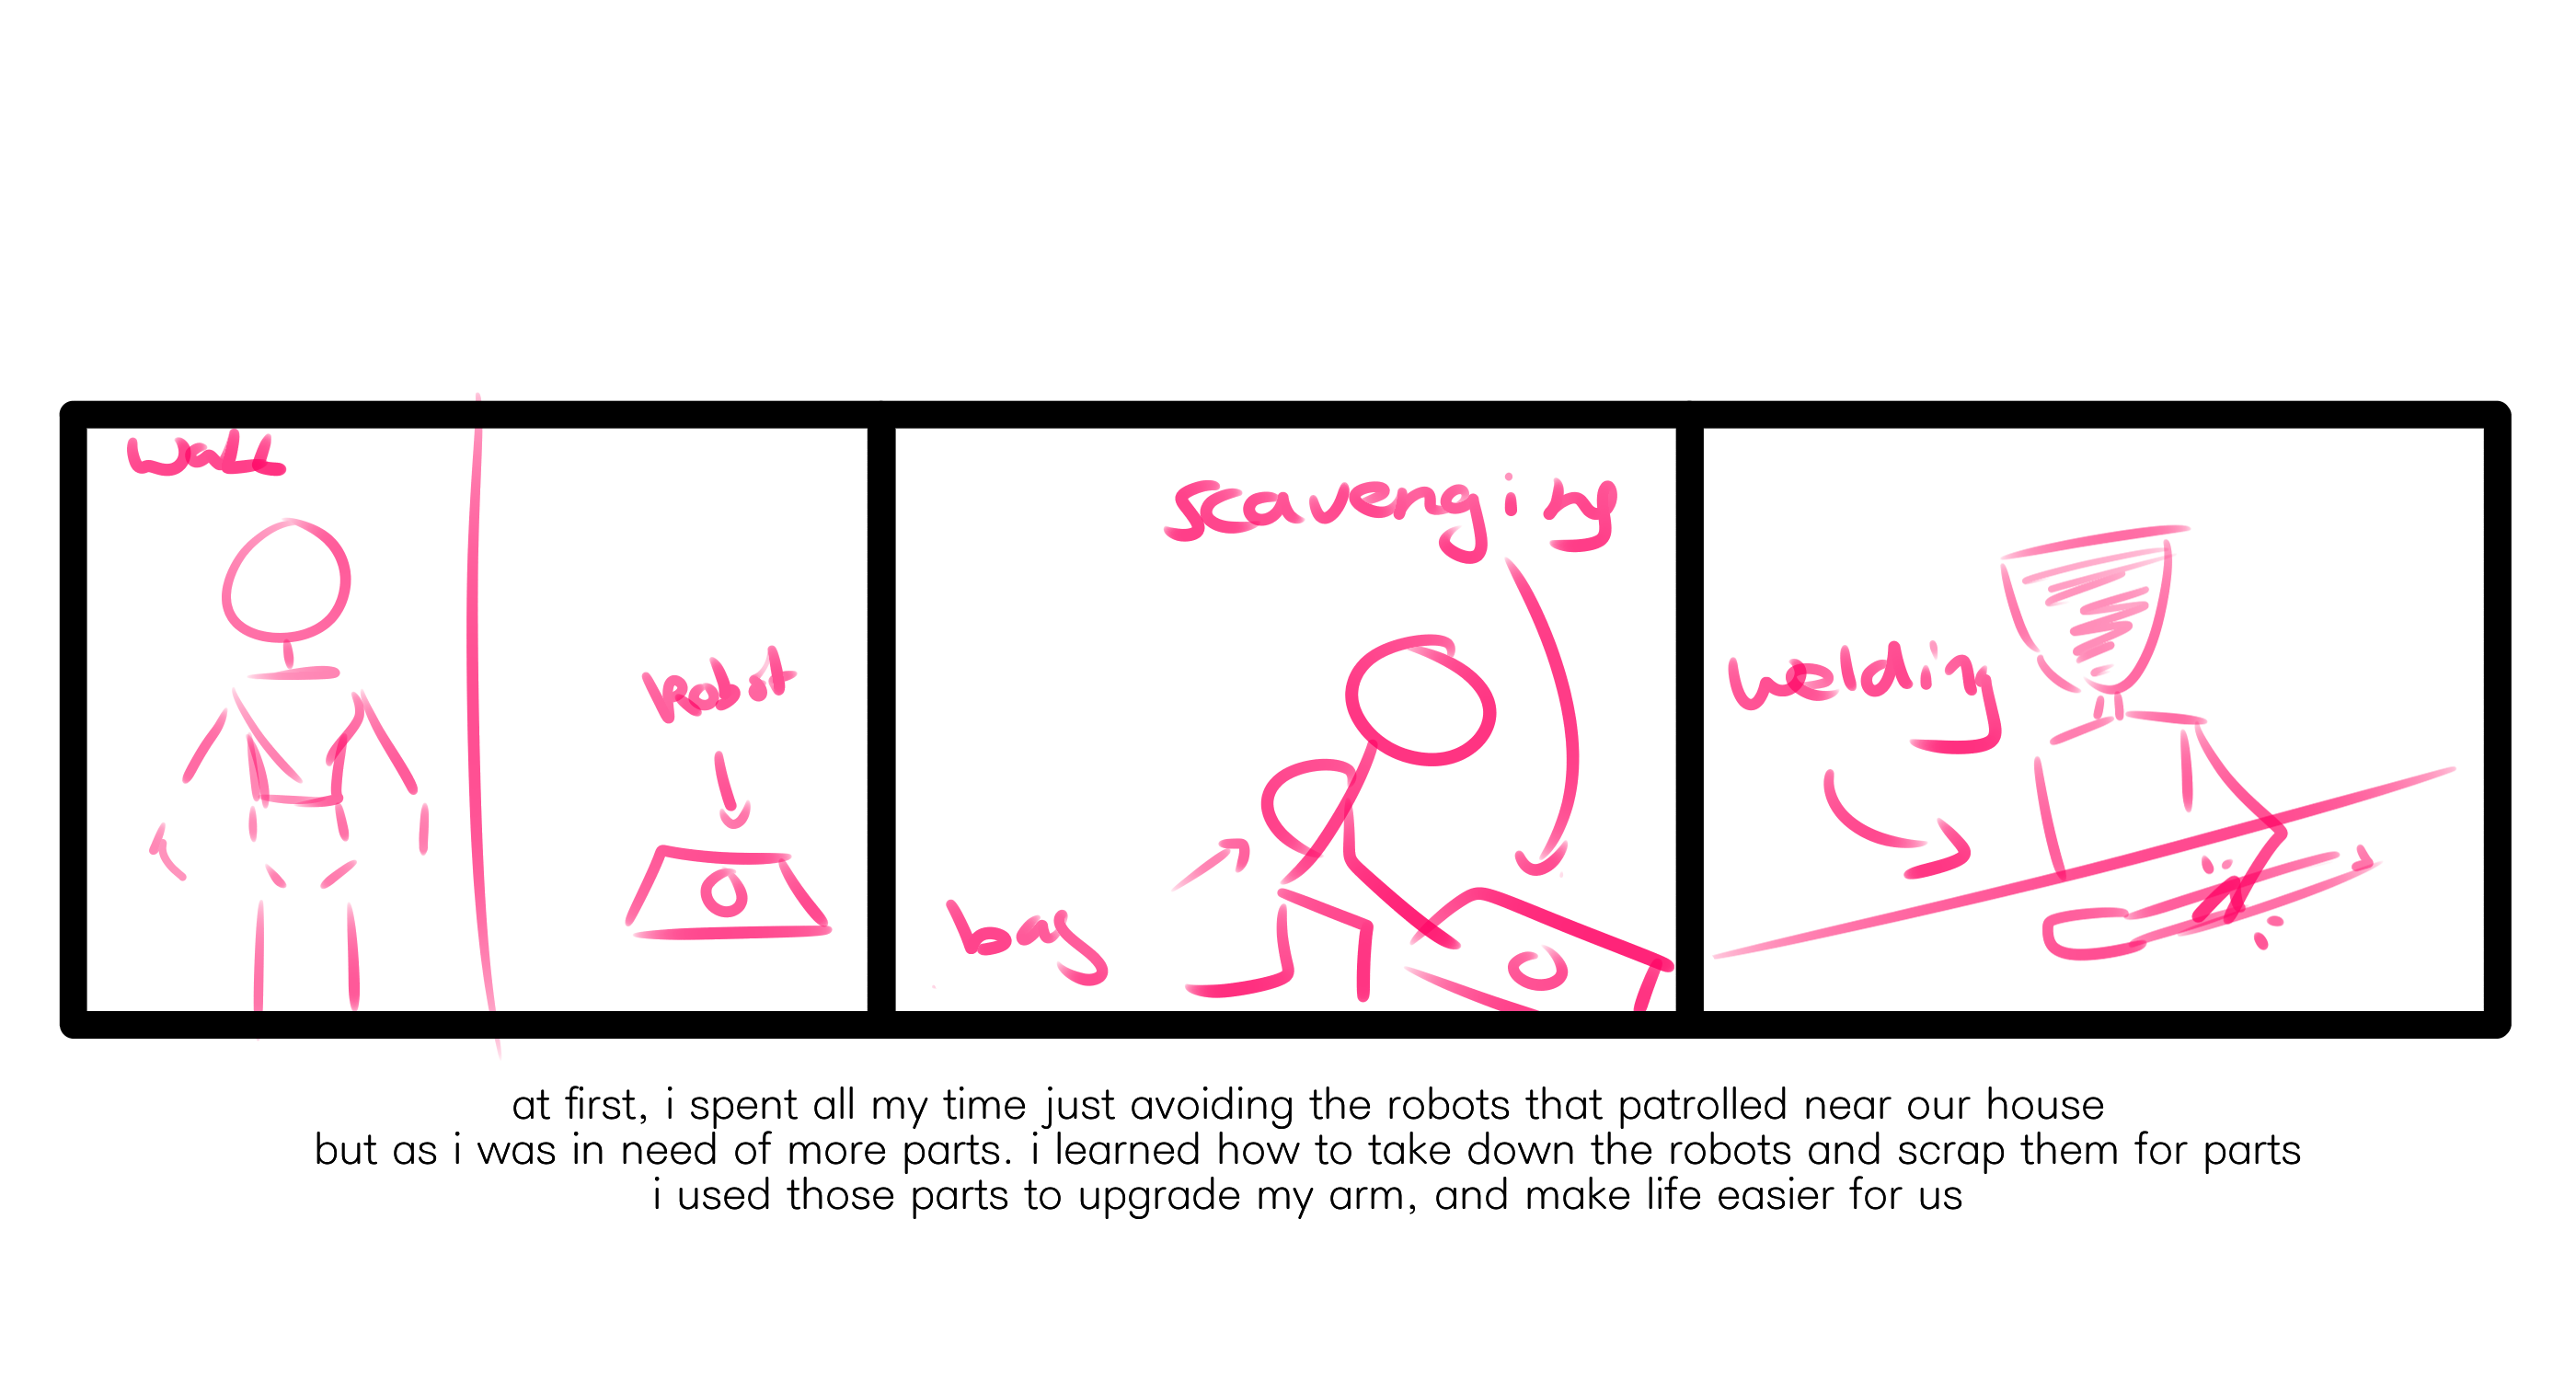 wall
Robot
scavenging
bag
welding
at first, i spent all my time just avoiding the robots that patrolled near our house
but as i was in need of more parts. i learned how to take down the robots and scrap them for parts
i used those parts to upgrade my arm, and make life easier for us